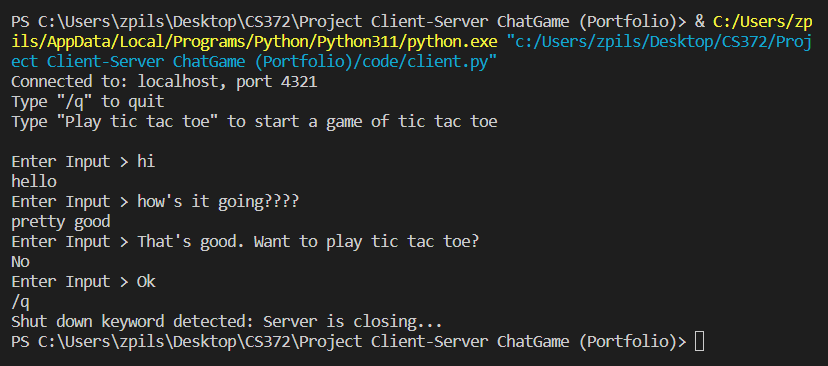 PS C:\Users\zpils\Desktop\CS372\Project Client-Server ChatGame (Portfolio)> & C:/Users/zp
ils/AppData/Local/Programs/Python/Python311/python.exe "c:/Users/zpils/Desktop/CS372/Proj
ect Client-Server ChatGame (Portfolio)/code/client.py"
Connected to: localhost, port 4321
Type "/q" to quit
Type "Play tic tac toe" to start a game of tic tac toe
Enter Input > hi
hello
Enter Input > how's it going????
pretty good
Enter Input > That's good. Want to play tic tac toe?
No
Enter Input > Ok
/q
Shut down keyword detected: Server is closing...
PS C:\Users\zpils\Desktop\CS372\Project Client-Server ChatGame (Portfolio)>